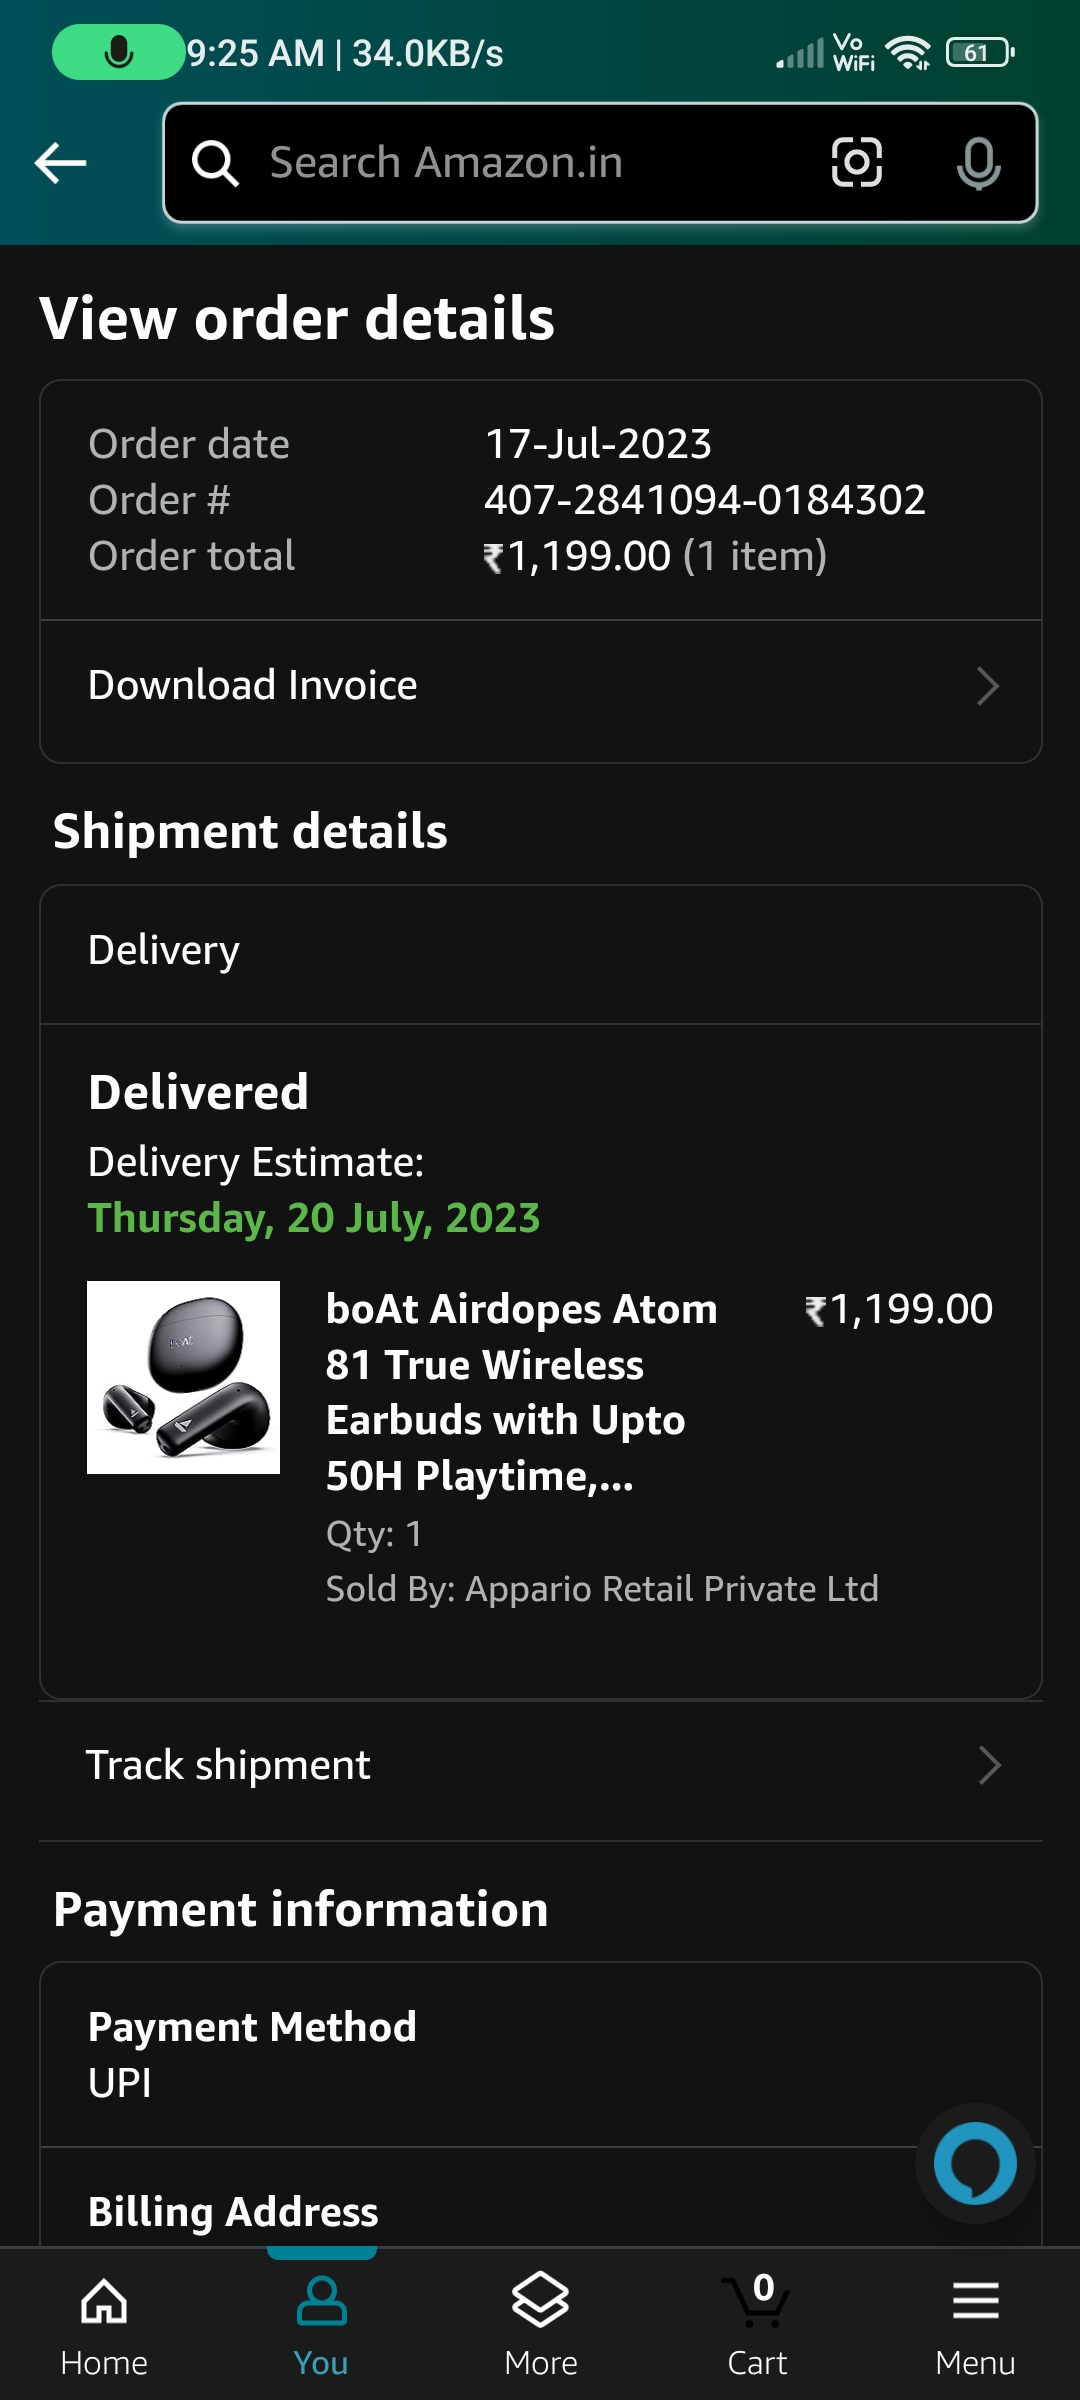 9:25 AM | 34.0KB/s
Vo
WiFi
61
Search Amazon.in
View order details
Order date 17-Jul-2023
Order # 407-2841094-0184302
Order total ₹1,199.00 (1 item)
Download Invoice
Shipment details
Delivery
Delivered
Delivery Estimate:
Thursday, 20 July, 2023
boAt
boAt Airdopes Atom ₹1,199.00
81 True Wireless
Earbuds with Upto
50H Playtime,...
Qty: 1
Sold By: Appario Retail Private Ltd
Track shipment
Payment information
Payment Method
UPI
Billing Address
0
Home
You
More
Cart
Menu